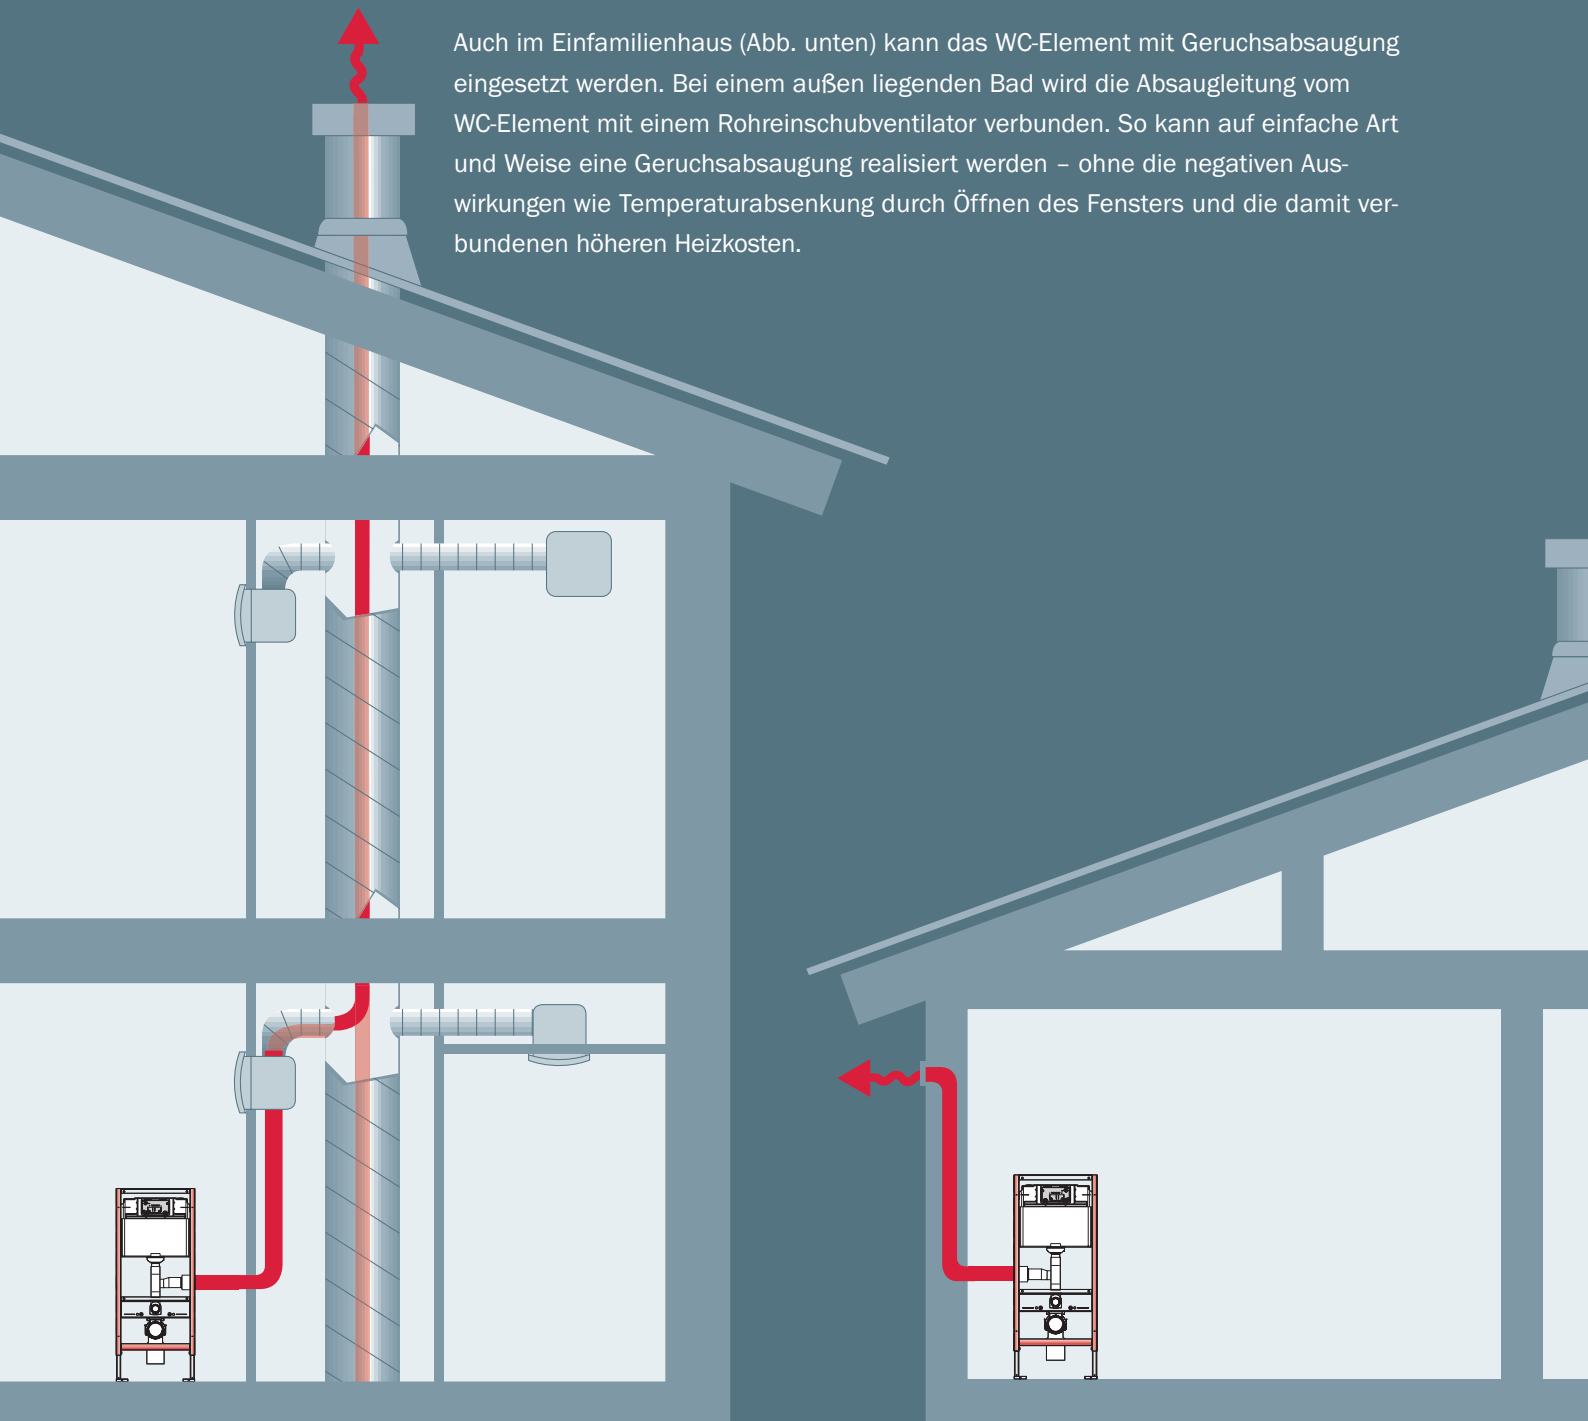 Auch im Einfamilienhaus (Abb. unten) kann das WC-Element mit Geruchsabsaugung
eingesetzt werden. Bei einem außen liegenden Bad wird die Absaugleitung vom
WC-Element mit einem Rohreinschubventilator verbunden. So kann auf einfache Art
und Weise eine Geruchsabsaugung realisiert werden – ohne die negativen Aus-
wirkungen wie Temperaturabsenkung durch Öffnen des Fensters und die damit ver-
bundenen höheren Heizkosten.